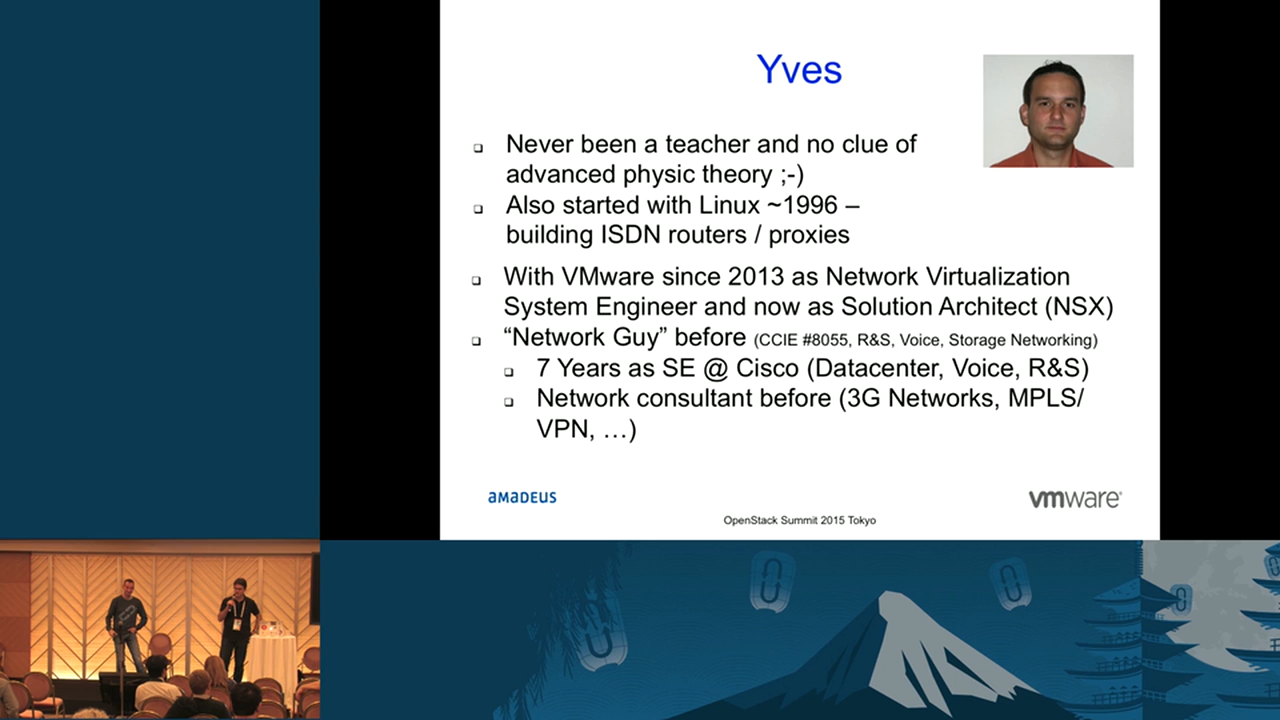 Yves
❑ Never been a teacher and no clue of
advanced physic theory ;-)
❑ Also started with Linux ~1996 –
building ISDN routers / proxies
❑ With VMware since 2013 as Network Virtualization
System Engineer and now as Solution Architect (NSX)
❑ “Network Guy” before (CCIE #8055, R&S, Voice, Storage Networking)
❑ 7 Years as SE @ Cisco (Datacenter, Voice, R&S)
❑ Network consultant before (3G Networks, MPLS/
VPN, …)
amadeus
vmware®
OpenStack Summit 2015 Tokyo